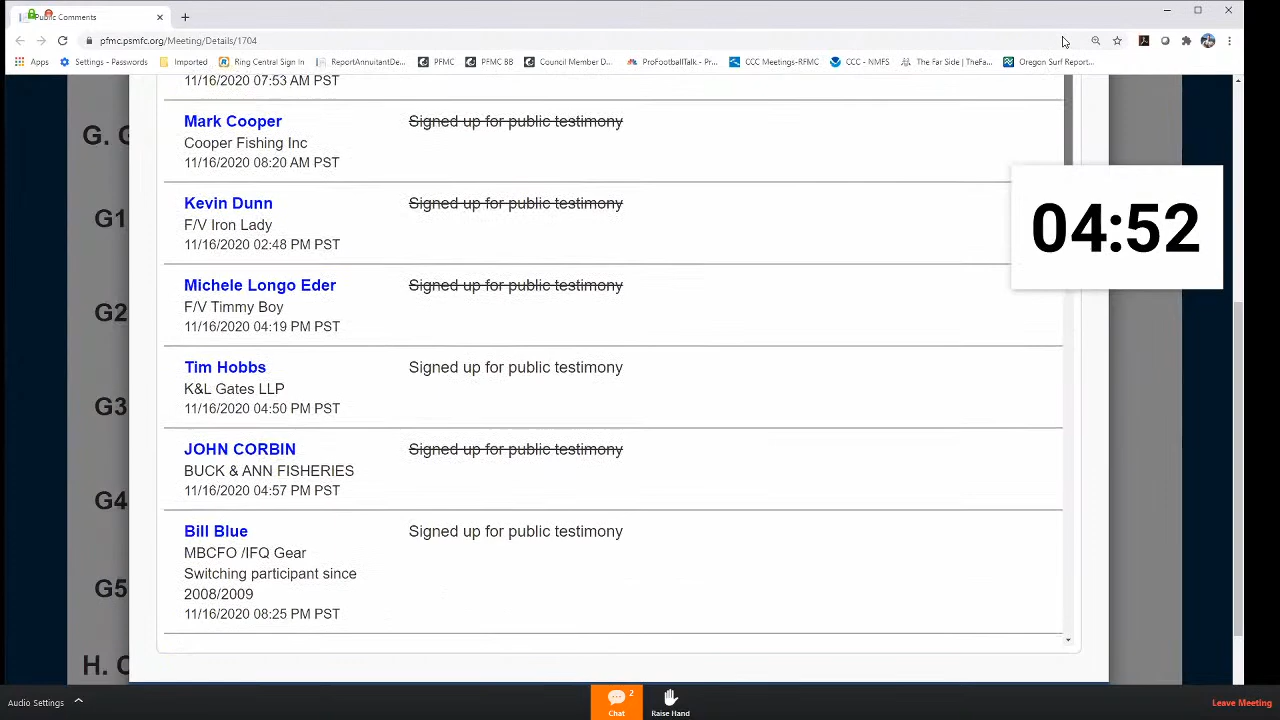 Public Comments
pfmc.psmfc.org/Meeting/Details/1704
Apps
Settings - Passwords
Imported
Ring Central Sign in
ReportAnnuitantDe...
PFMC
PFMC BB
Council Member D...
ProFootballTalk - Pr...
CCC Meetings-RFMC
CCC - NMFS
The Far Side | TheFa...
Oregon Surf Report...
11/16/2020 07:53 AM PST
Mark Cooper
Signed up for public testimony
Cooper Fishing Inc
11/16/2020 08:20 AM PST
Kevin Dunn
Signed up for public testimony
F/V Iron Lady
11/16/2020 02:48 PM PST
Michele Longo Eder
Signed up for public testimony
F/V Timmy Boy
11/16/2020 04:19 PM PST
Tim Hobbs
Signed up for public testimony
K&L Gates LLP
11/16/2020 04:50 PM PST
JOHN CORBIN
Signed up for public testimony
BUCK & ANN FISHERIES
11/16/2020 04:57 PM PST
Bill Blue
Signed up for public testimony
MBCFO /IFQ Gear
Switching participant since
2008/2009
11/16/2020 08:25 PM PST
04:52
G. G
G1
G2
G3
G4
G5
H. C
Audio Settings
2
Chat
Raise Hand
Leave Meeting